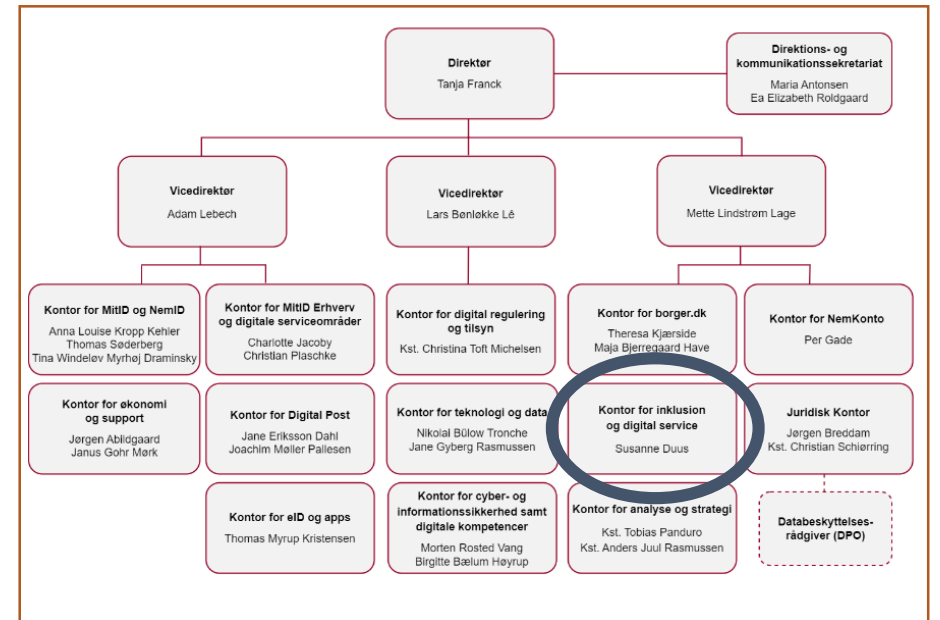 Direktør
Tanja Franck
Direktions- og
kommunikationssekretariat
Maria Antonsen
Ea Elizabeth Roldgaard
Vicedirektør
Adam Lebech
Vicedirektør
Lars Bønløkke Lê
Vicedirektør
Mette Lindstrøm Lage
Kontor for MitID og NemID
Anna Louise Kropp Kehler
Thomas Søderberg
Tina Windeløv Myrhøj Draminsky
Kontor for MitID Erhverv
og digitale serviceområder
Charlotte Jacoby
Christian Plaschke
Kontor for digital regulering
og tilsyn
Kst. Christina Toft Michelsen
Kontor for borger.dk
Theresa Kjærside
Maja Bjerregaard Have
Kontor for NemKonto
Per Gade
Kontor for økonomi
og support
Jørgen Abildgaard
Janus Gohr Mørk
Kontor for Digital Post
Jane Eriksson Dahl
Joachim Møller Pallesen
Kontor for teknologi og data
Nikolai Bülow Tronche
Jane Gyberg Rasmussen
Kontor for inklusion
og digital service
Susanne Duus
Juridisk Kontor
Jørgen Breddam
Kst. Christian Schiørring
Kontor for eID og apps
Thomas Myrup Kristensen
Kontor for cyber- og
informationssikkerhed samt
digitale kompetencer
Morten Rosted Vang
Birgitte Bælum Høyrup
Kontor for analyse og strategi
Kst. Tobias Panduro
Kst. Anders Juul Rasmussen
Databeskyttelses-
rådgiver (DPO)